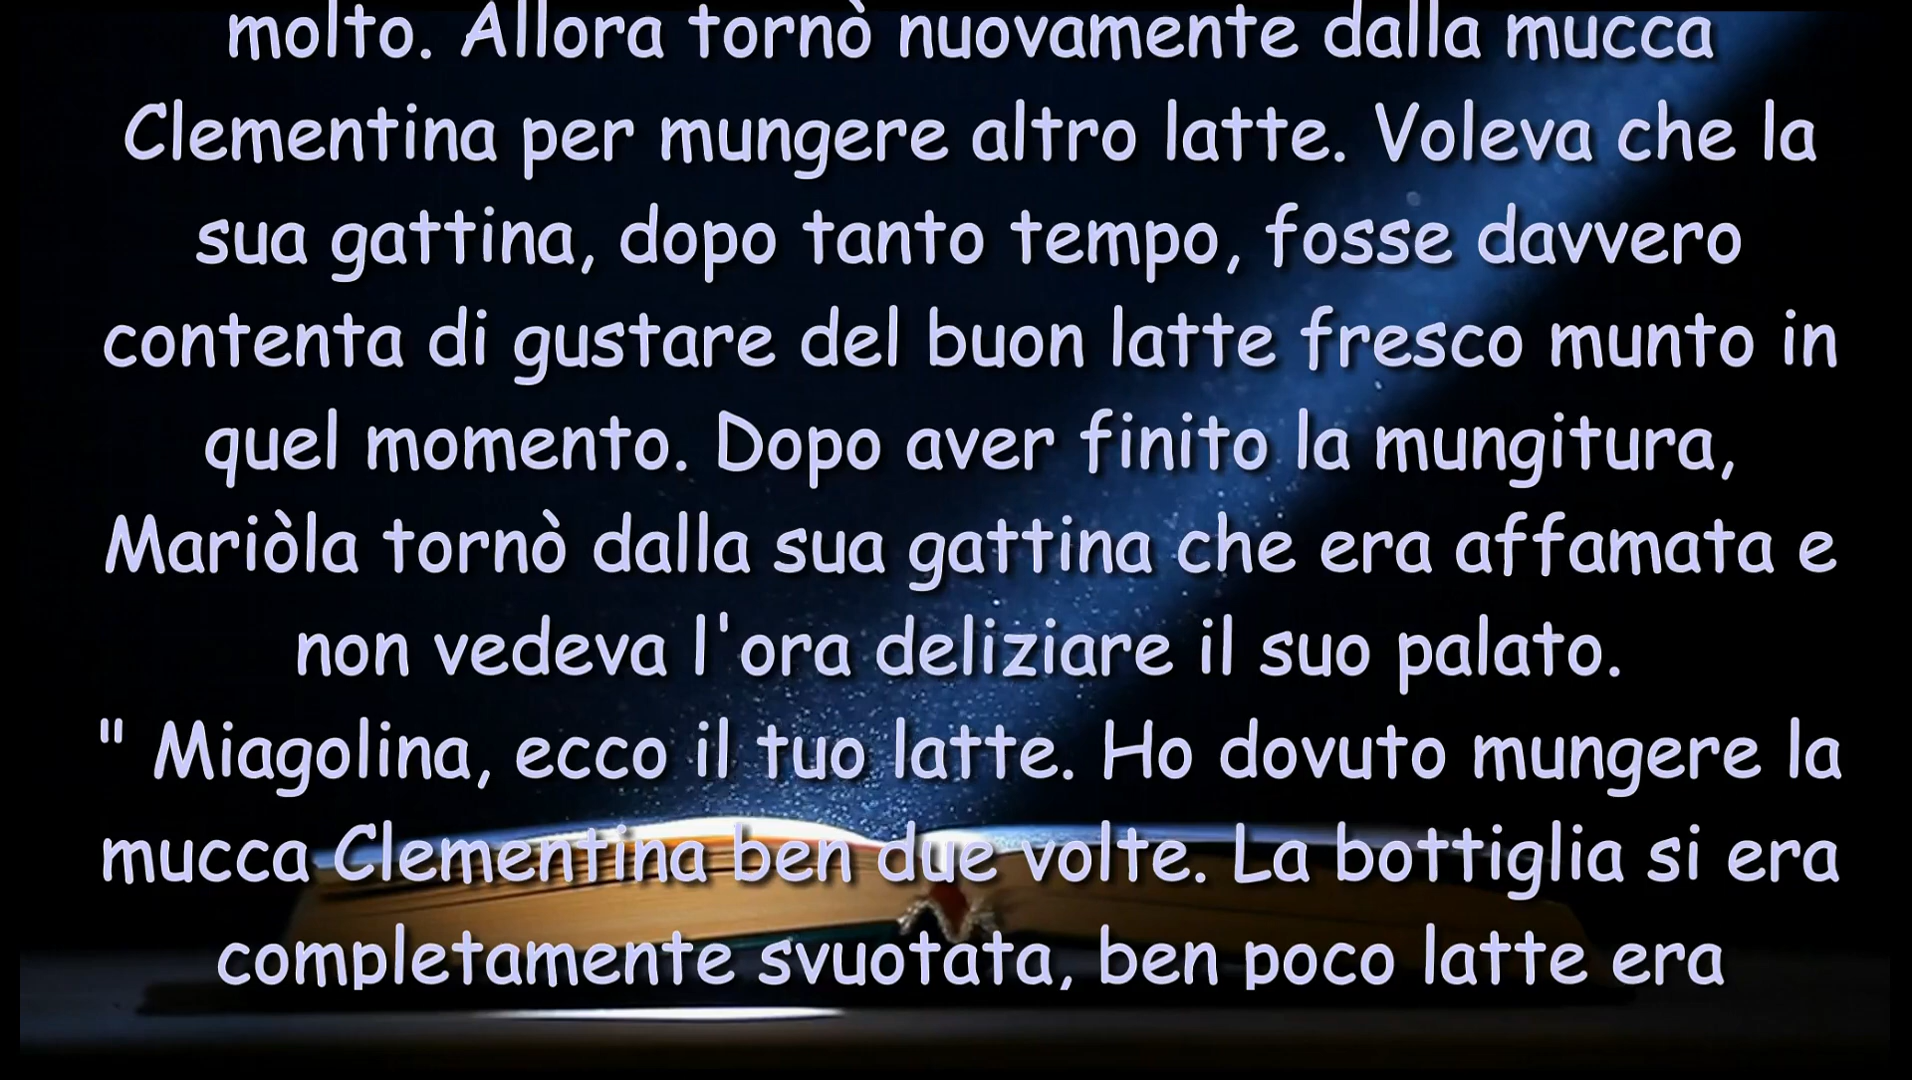 molto. Allora tornò nuovamente dalla mucca
Clementina per mungere altro latte. Voleva che la
sua gattina, dopo tanto tempo, fosse davvero
contenta di gustare del buon latte fresco munto in
quel momento. Dopo aver finito la mungitura,
Mariòla tornò dalla sua gattina che era affamata e
non vedeva l'ora deliziare il suo palato.
" Miagolina, ecco il tuo latte. Ho dovuto mungere la
mucca Clementina ben due volte. La bottiglia si era
completamente svuotata, ben poco latte era